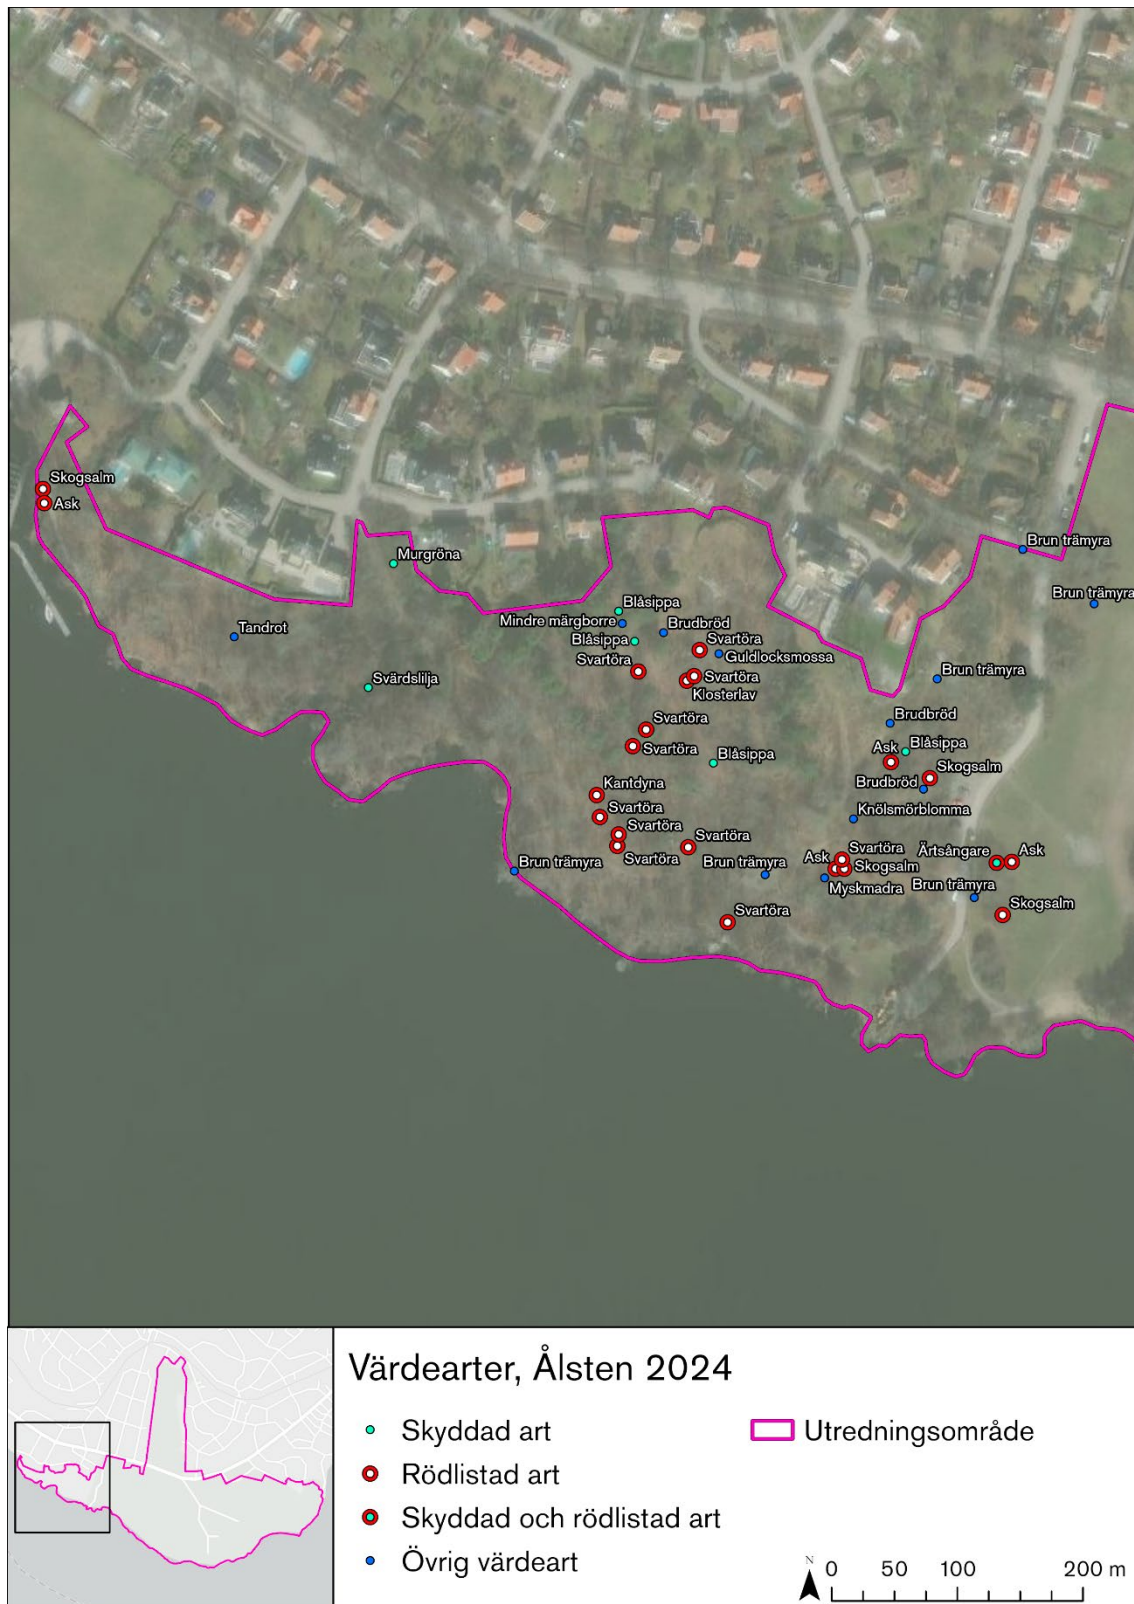 Skogsalm
Ask
Brun trämyra
Murgröna
Brun trämyra
Blåsippa
Mindre märgborre
Tandrot
Brudbröd
Blåsippa
Svartöra
Guldlocksmossa
Svartöra
Svartöra
Brun trämyra
Svärdslilja
Klosterlav
Svartöra
Brudbröd
Svartöra
Ask
Blåsippa
Blåsippa
Skogsalm
Kantdyna
Brudbröd
Svartöra
Knölsmörblomma
Svartöra
Svartöra
Svartöra
Svartöra
Ärtsångare
Ask
Brun trämyra
Brun trämyra
Ask
Skogsalm
Myskmadra
Brun trämyra
Skogsalm
Svartöra
Värdearter, Ålsten 2024
Skyddad art
Utredningsområde
Rödlistad art
Skyddad och rödlistad art
Övrig värdeart
N
0 50 100 200 m